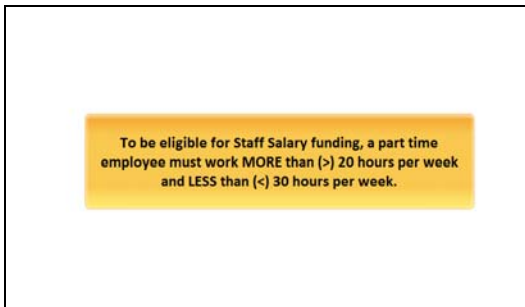 To be eligible for Staff Salary funding, a part time
employee must work MORE than (>) 20 hours per week
and LESS than (<) 30 hours per week.